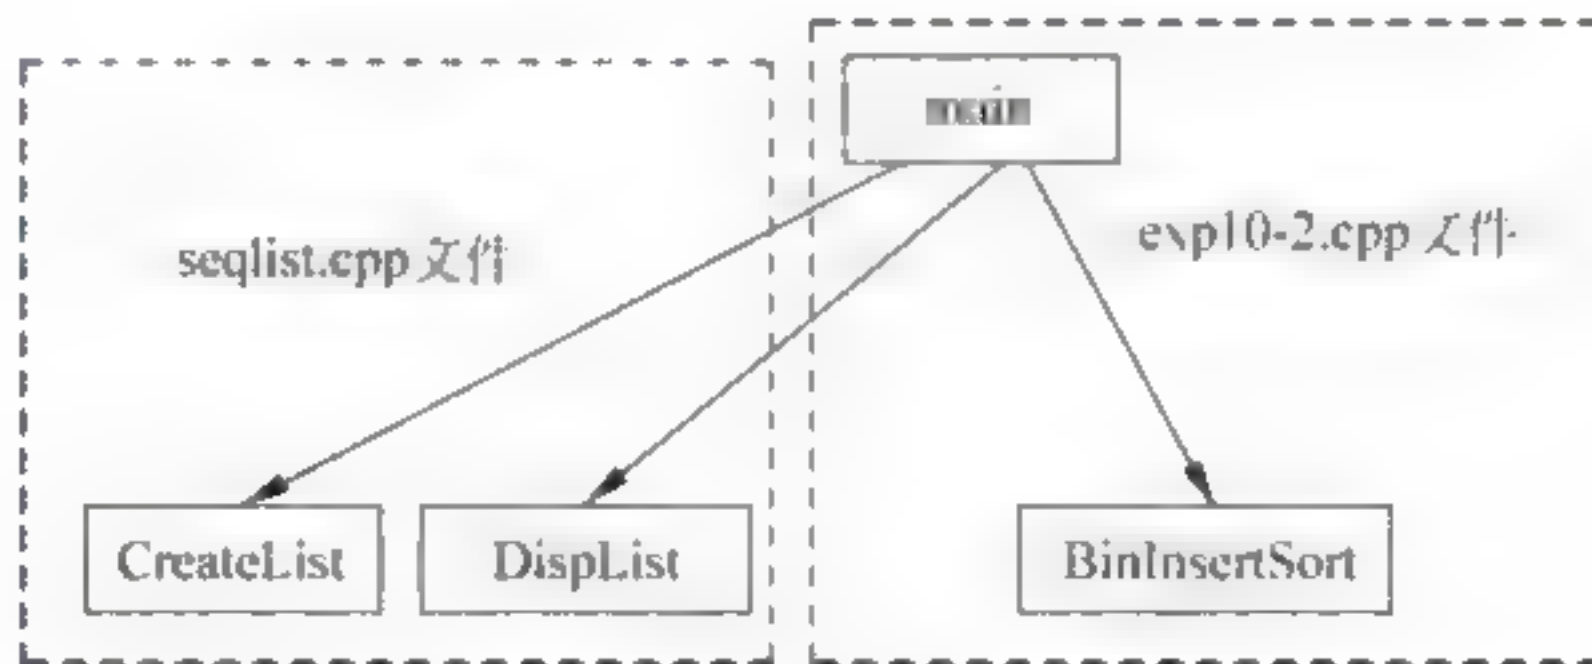 main
seqlist.cpp 文件
exp10-2.cpp 文件
CreateList
DispList
BinInsertSort